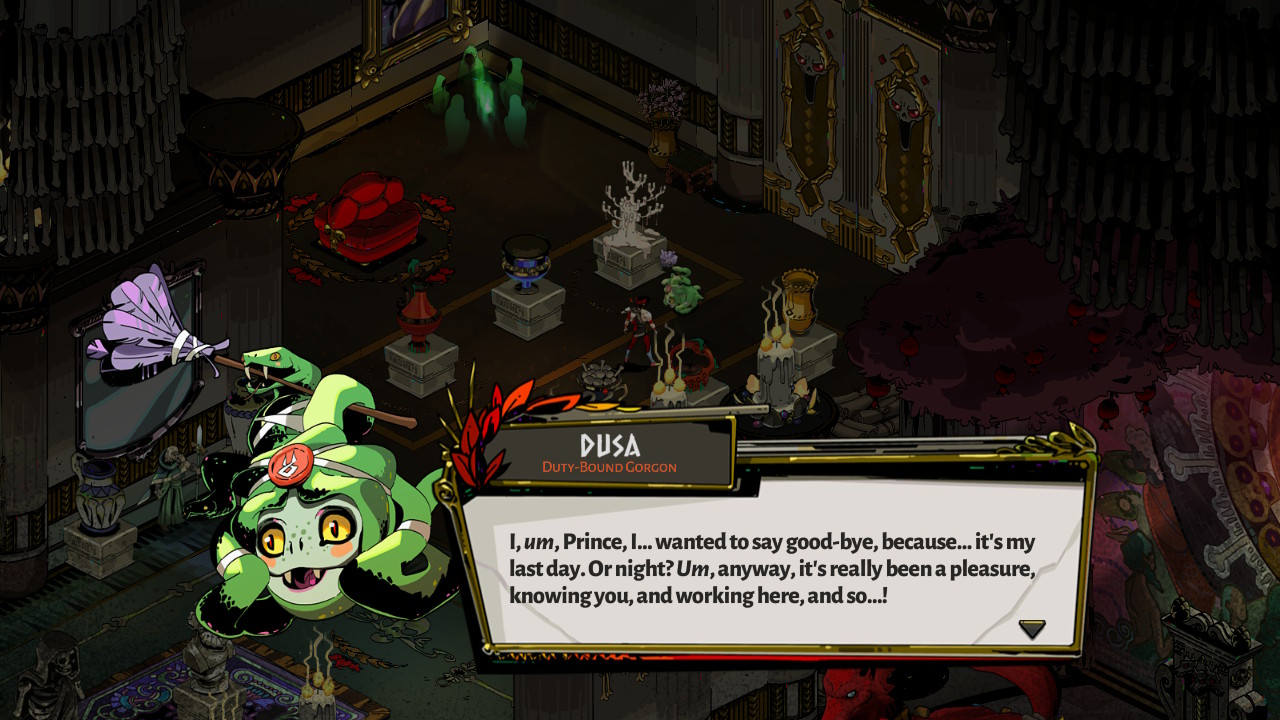 DUSA
Duty-Bound Gorgon
I, um, Prince, I... wanted to say good-bye, because... it's my
last day. Or night? Um, anyway, it's really been a pleasure,
knowing you, and working here, and so...!